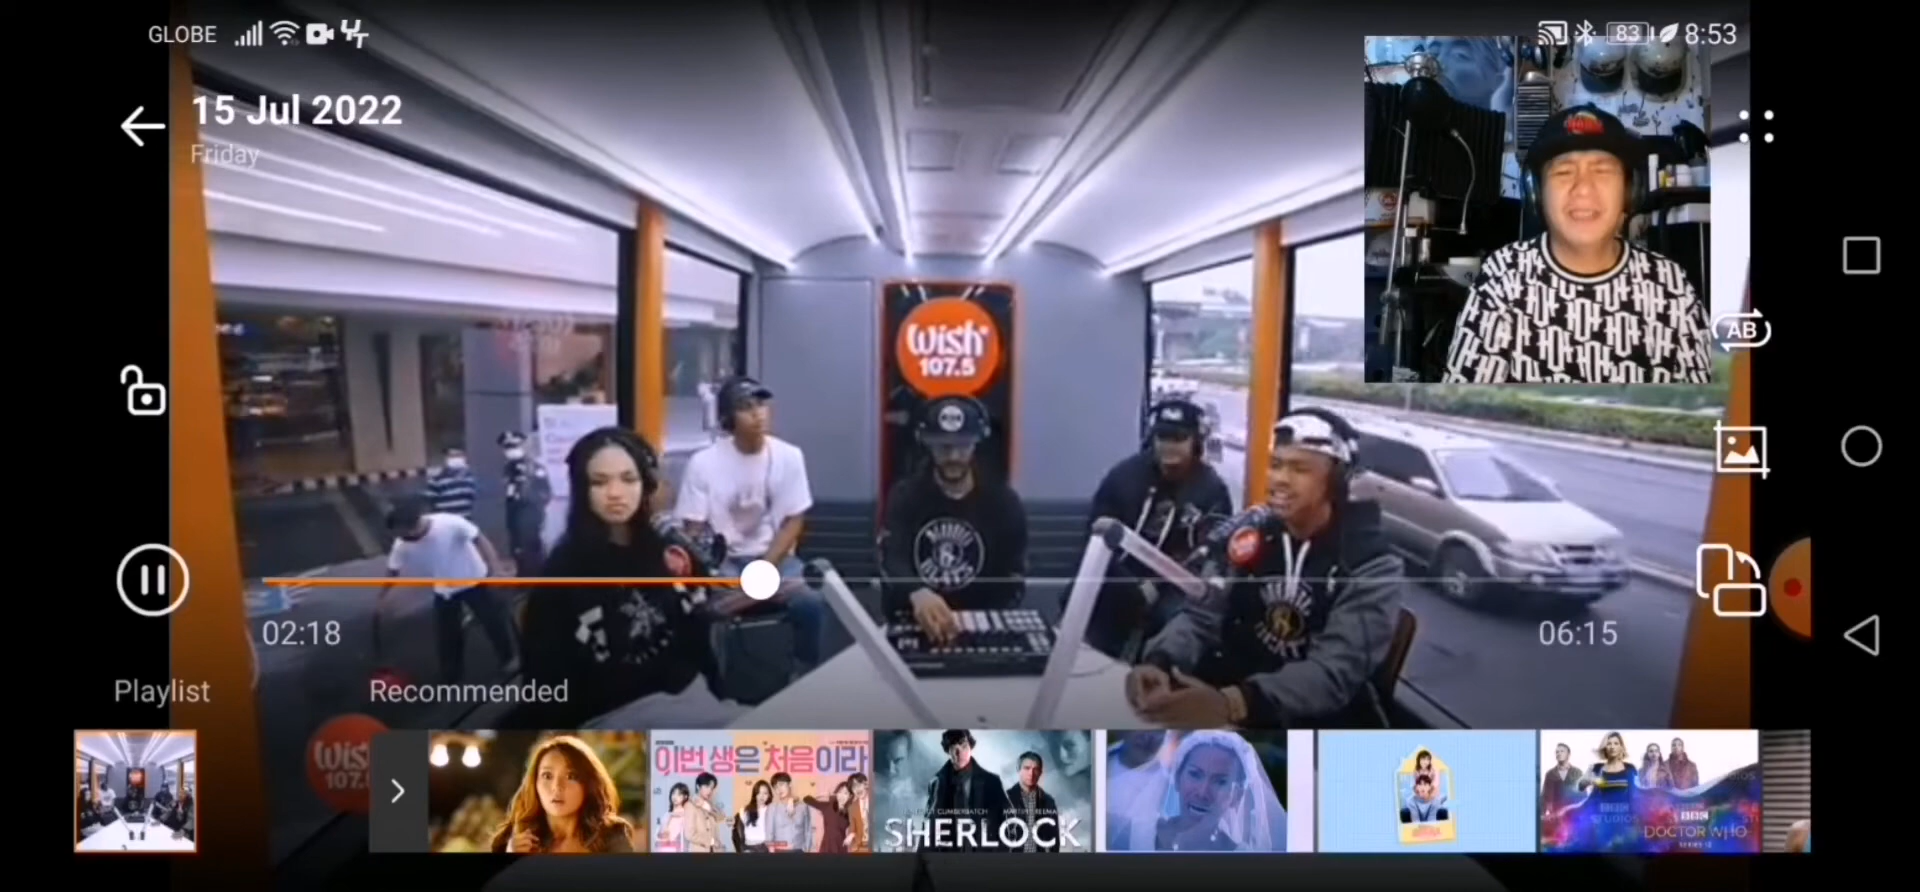 GLOBE
83
8:53
15 Jul 2022
Friday
wish
107.5
AB
02:18
06:15
Playlist
Recommended
이번 생은 처음이라
SHERLOCK
BBC
DOCTOR WHO